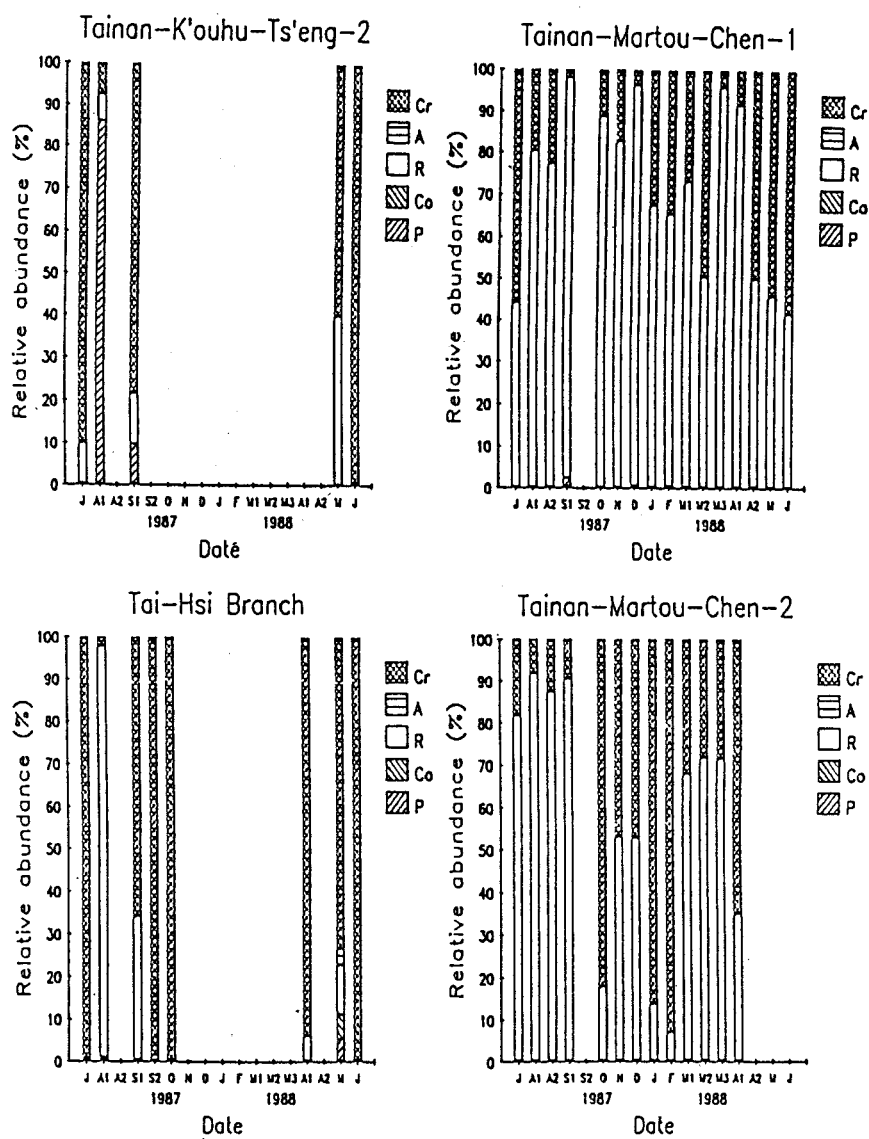 Tainan-K'ouhu-Ts'eng-2
Relative abundance (%)
100
90
80
70
60
50
40
30
20
10
0
J A1 A2 S1 S2 O N D J F M1 M2 M3 A1 A2 M J
1987 1988
Date
Cr
A
R
Co
P
Tainan-Martou-Chen-1
Relative abundance (%)
100
90
80
70
60
50
40
30
20
10
0
J A1 A2 S1 S2 O N D J F M1 M2 M3 A1 A2 M J
1987 1988
Date
Cr
A
R
Co
P
Tai-Hsi Branch
Relative abundance (%)
100
90
80
70
60
50
40
30
20
10
0
J A1 A2 S1 S2 O N D J F M1 M2 M3 A1 A2 M J
1987 1988
Date
Cr
A
R
Co
P
Tainan-Martou-Chen-2
Relative abundance (%)
100
90
80
70
60
50
40
30
20
10
0
J A1 A2 S1 S2 O N D J F M1 M2 M3 A1 A2 M J
1987 1988
Date
Cr
A
R
Co
P